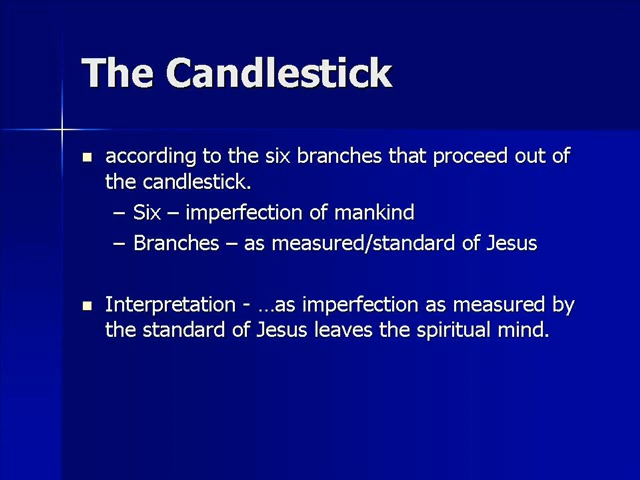 The Candlestick
according to the six branches that proceed out of
the candlestick.
– Six – imperfection of mankind
– Branches – as measured/standard of Jesus
Interpretation - …as imperfection as measured by
the standard of Jesus leaves the spiritual mind.